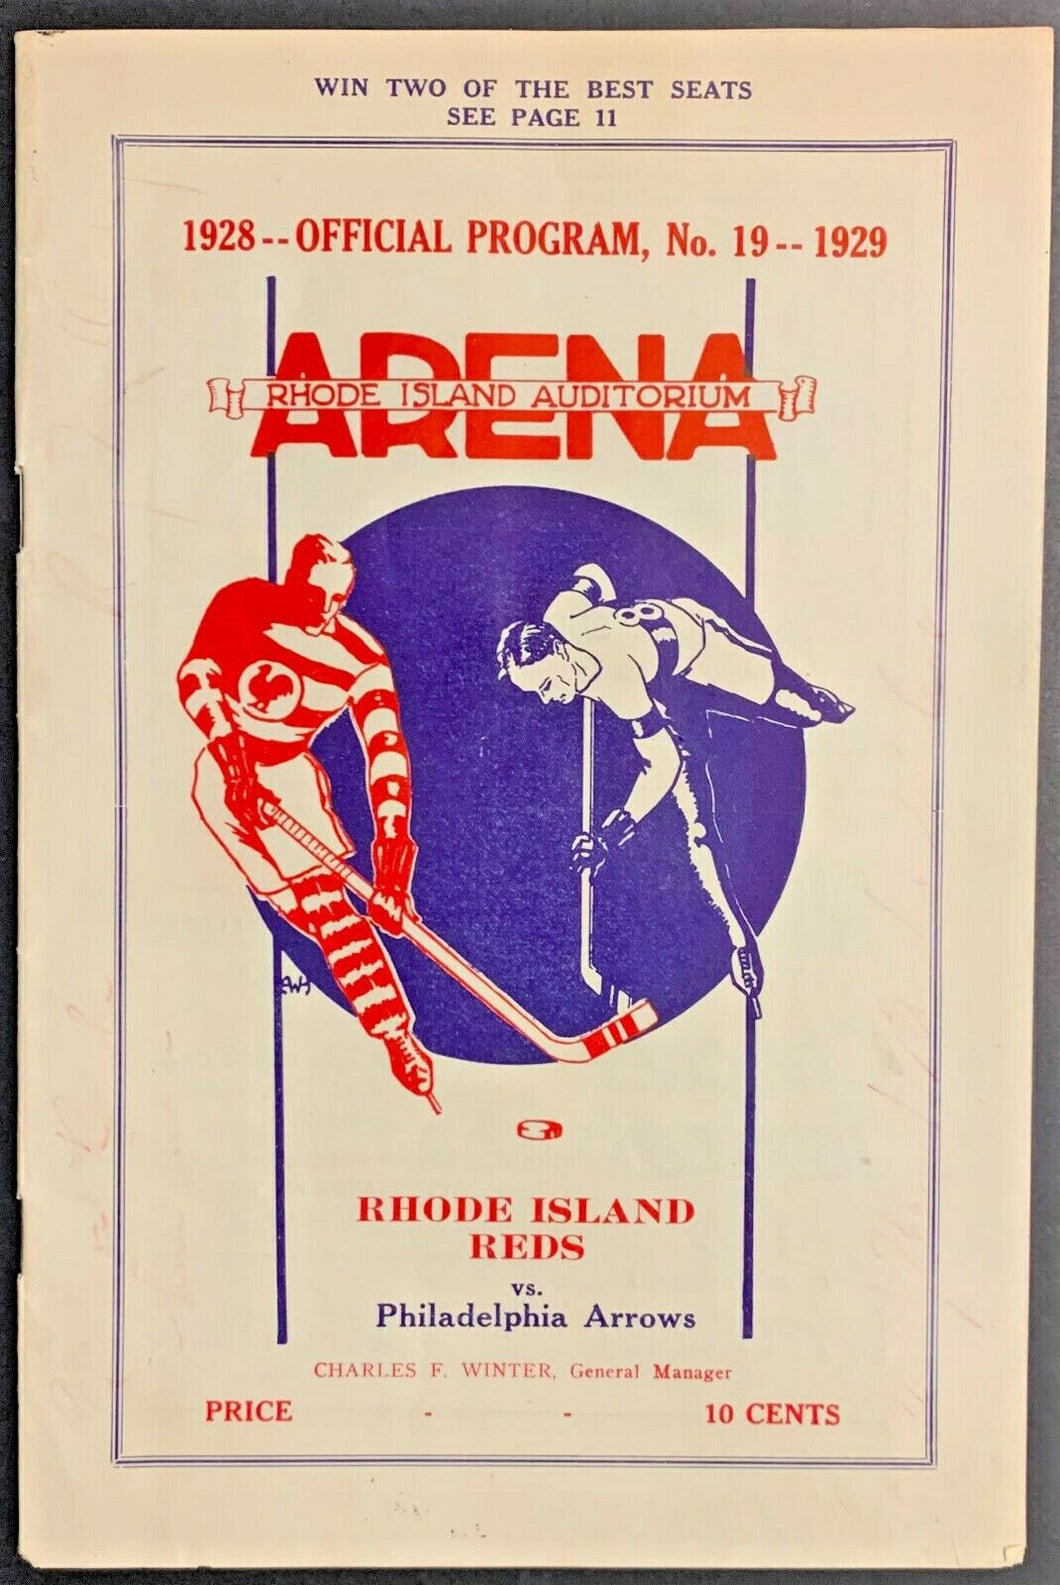 WIN TWO OF THE BEST SEATS
SEE PAGE 11
1928--OFFICIAL PROGRAM, No. 19--1929
ARENA
RHODE ISLAND AUDITORIUM
8
RHODE ISLAND
REDS
vs.
Philadelphia Arrows
CHARLES F. WINTER, General Manager
PRICE - - 10 CENTS